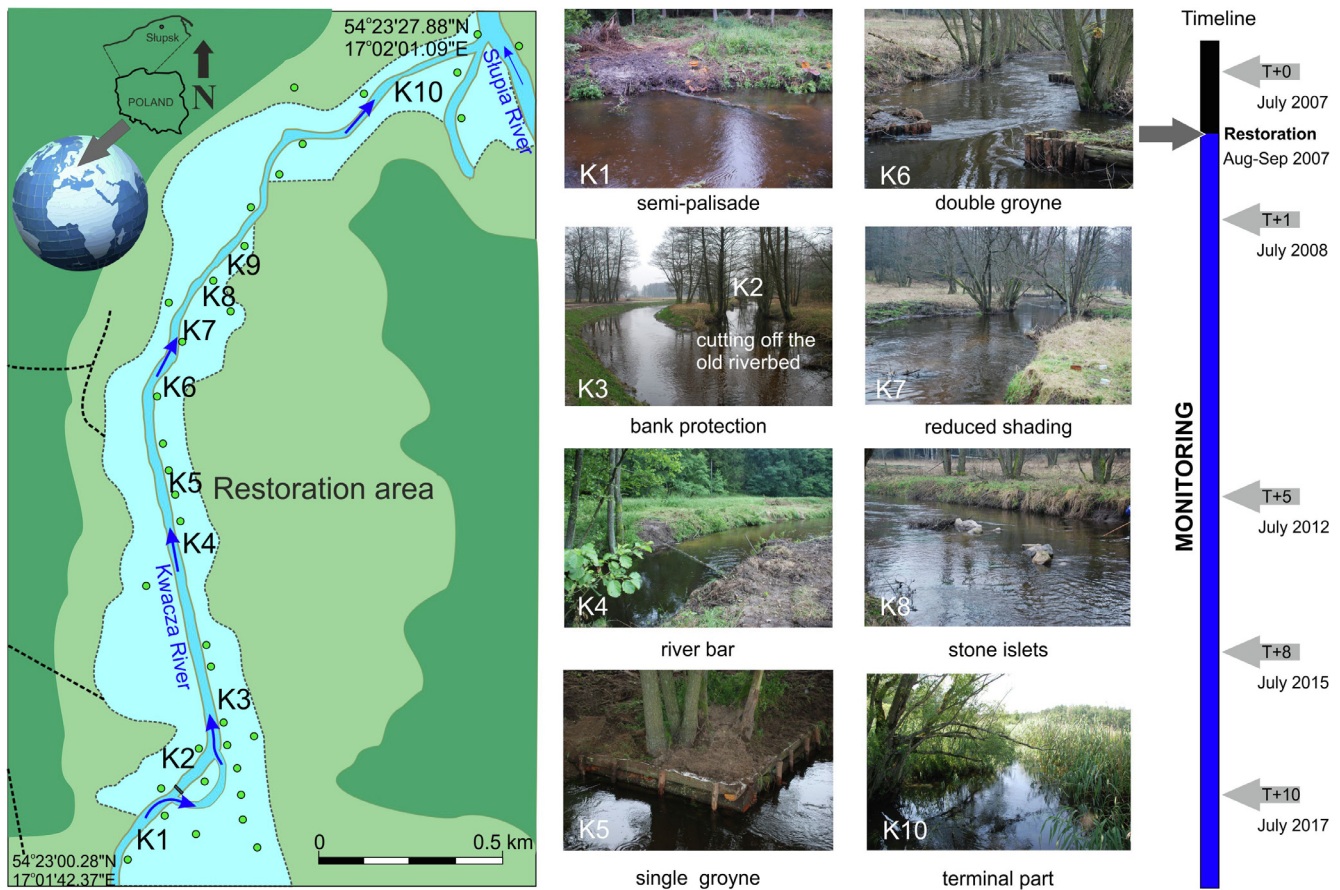 54°23'27.88"N
17°02'01.09"E
Słupsk
POLAND
N
Słupia River
K10
K9
K8
K7
K6
K5
Restoration area
K4
Kwacza River
K3
K2
K1
0 0.5 km
54°23'00.28"N
17°01'42.37"E
K1
semi-palisade
K6
double groyne
K2
cutting off the
old riverbed
K3
bank protection
K7
reduced shading
K4
river bar
K8
stone islets
K5
single groyne
K10
terminal part
Timeline
T+0
July 2007
Restoration
Aug-Sep 2007
T+1
July 2008
MONITORING
T+5
July 2012
T+8
July 2015
T+10
July 2017